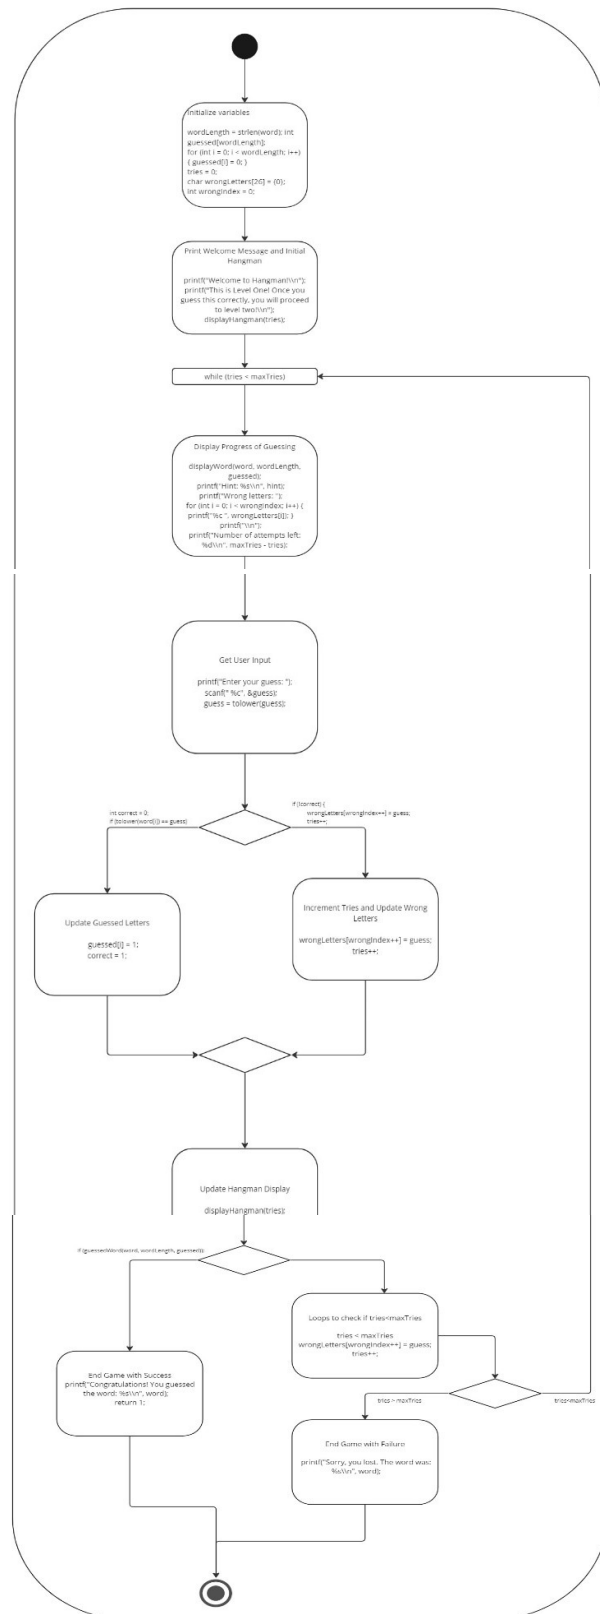 Initialize variables
wordLength = strlen(word); int
guessed[wordLength];
for (int i = 0; i < wordLength; i++)
{ guessed[i] = 0; }
tries = 0;
char wrongLetters[26] = {0};
int wrongIndex = 0;
Print Welcome Message and Initial
Hangman
printf("Welcome to Hangman!\\n");
printf("This is Level One! Once you
guess this correctly, you will proceed
to level two!\\n");
displayHangman(tries);
while (tries < maxTries)
Display Progress of Guessing
displayWord(word, wordLength,
guessed);
printf("Hint: %s\\n", hint);
printf("Wrong letters: ");
for (int i = 0; i < wrongIndex; i++) {
printf("%c ", wrongLetters[i]); }
printf("\\n");
printf("Number of attempts left:
%d\\n", maxTries - tries);
Get User Input
printf("Enter your guess: ");
scanf(" %c", &guess);
guess = tolower(guess);
int correct = 0;
if (tolower(word[i]) == guess)
if (!correct) {
wrongLetters[wrongIndex++] = guess;
tries++;
Update Guessed Letters
guessed[i] = 1;
correct = 1;
Increment Tries and Update Wrong
Letters
wrongLetters[wrongIndex++] = guess;
tries++;
Update Hangman Display
displayHangman(tries);
if (guessedWord(word, wordLength, guessed));
Loops to check if tries<maxTries
tries < maxTries
wrongLetters[wrongIndex++] = guess;
tries++;
End Game with Success
printf("Congratulations! You guessed
the word: %s\\n", word);
return 1;
tries > maxTries
tries<maxTries
End Game with Failure
printf("Sorry, you lost. The word was:
%s\\n", word);